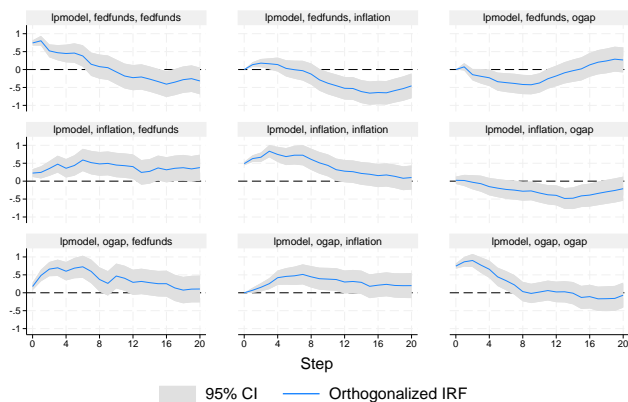 lpmodel, fedfunds, fedfunds
lpmodel, fedfunds, inflation
lpmodel, fedfunds, ogap
1
.5
0
-.5
-1
lpmodel, inflation, fedfunds
lpmodel, inflation, inflation
lpmodel, inflation, ogap
1
.5
0
-.5
-1
lpmodel, ogap, fedfunds
lpmodel, ogap, inflation
lpmodel, ogap, ogap
1
.5
0
-.5
-1
0 4 8 12 16 20
0 4 8 12 16 20
0 4 8 12 16 20
Step
95% CI
Orthogonalized IRF